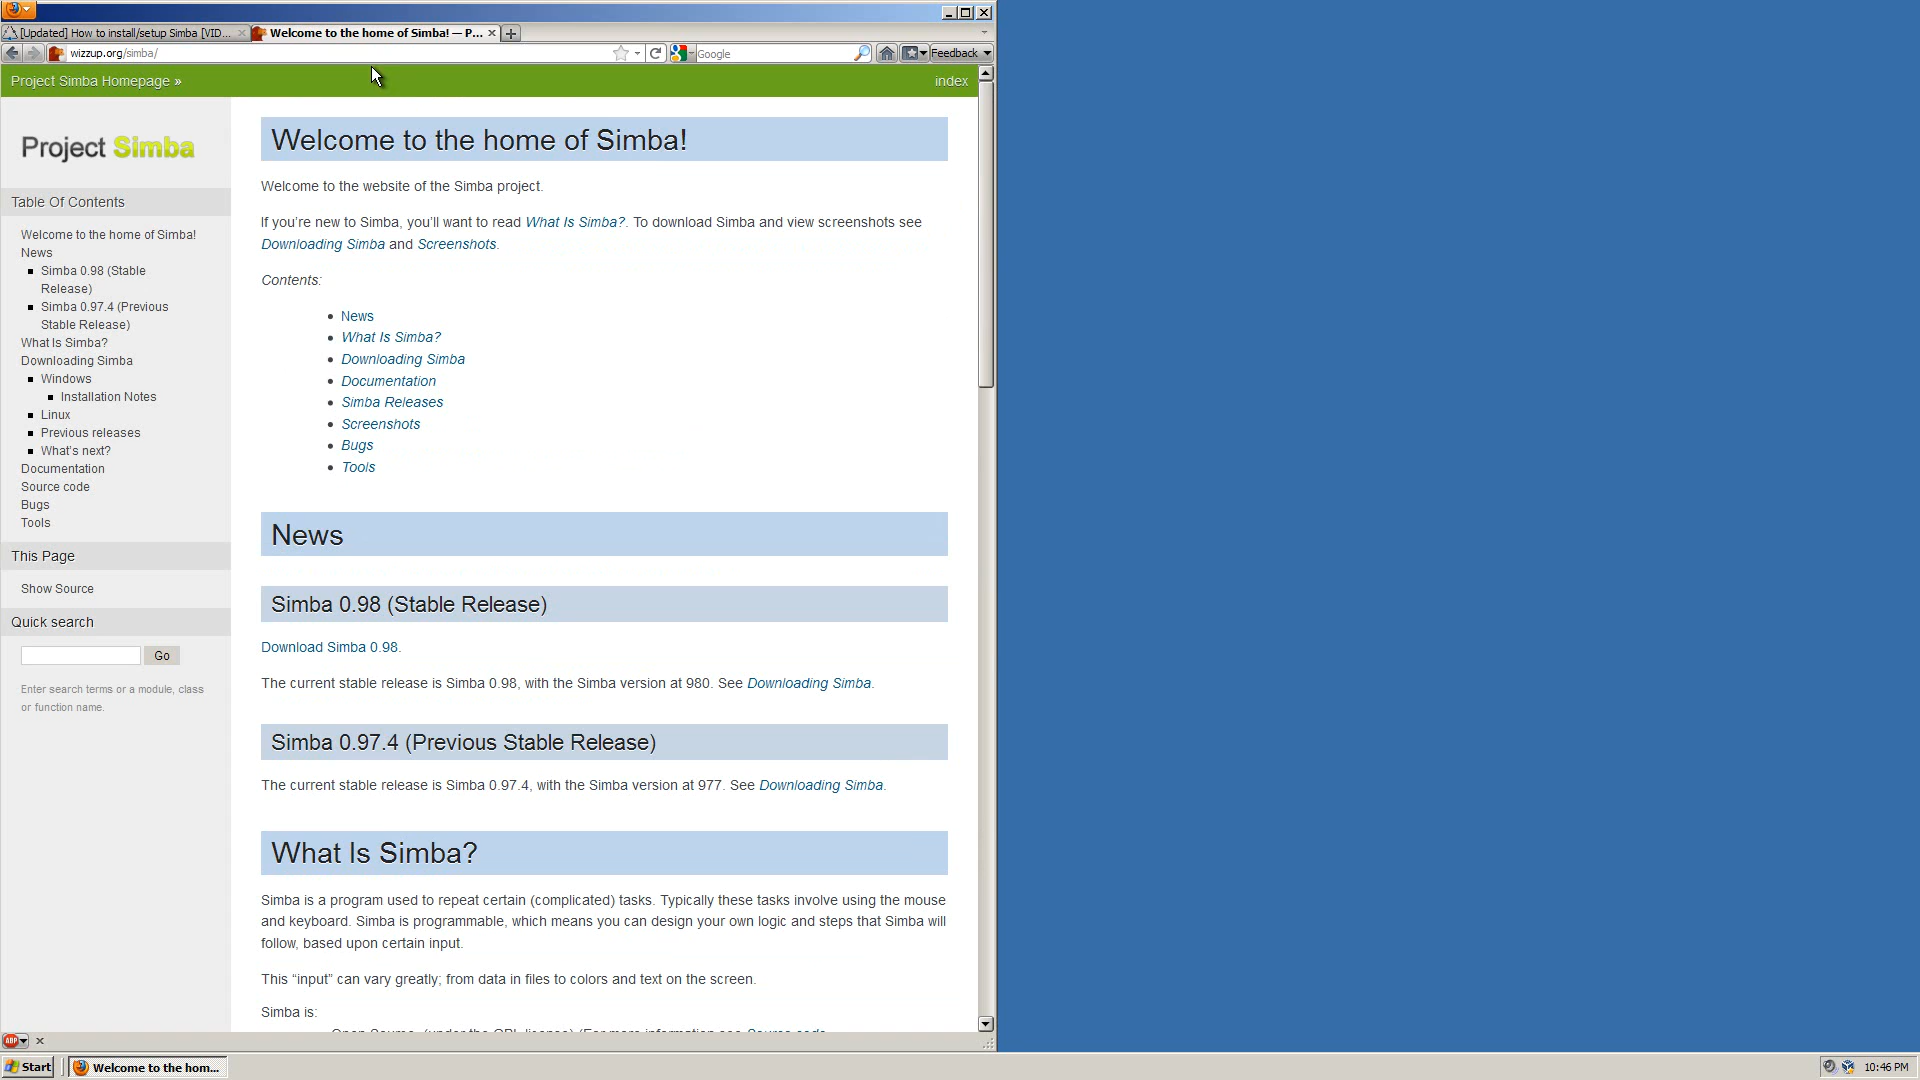 [Updated] How to install/setup Simba [VID...
Welcome to the home of Simba! — P...
wizzup.org/simba/
Google
Feedback
Project Simba Homepage »
index
Project Simba
Table Of Contents
Welcome to the home of Simba!
News
Simba 0.98 (Stable
Release)
Simba 0.97.4 (Previous
Stable Release)
What Is Simba?
Downloading Simba
Windows
Installation Notes
Linux
Previous releases
What's next?
Documentation
Source code
Bugs
Tools
This Page
Show Source
Quick search
Go
Enter search terms or a module, class
or function name.
Welcome to the home of Simba!
Welcome to the website of the Simba project.
If you’re new to Simba, you’ll want to read What Is Simba?. To download Simba and view screenshots see
Downloading Simba and Screenshots.
Contents:
News
What Is Simba?
Downloading Simba
Documentation
Simba Releases
Screenshots
Bugs
Tools
News
Simba 0.98 (Stable Release)
Download Simba 0.98.
The current stable release is Simba 0.98, with the Simba version at 980. See Downloading Simba.
Simba 0.97.4 (Previous Stable Release)
The current stable release is Simba 0.97.4, with the Simba version at 977. See Downloading Simba.
What Is Simba?
Simba is a program used to repeat certain (complicated) tasks. Typically these tasks involve using the mouse
and keyboard. Simba is programmable, which means you can design your own logic and steps that Simba will
follow, based upon certain input.
This “input” can vary greatly; from data in files to colors and text on the screen.
Simba is:
Open Source. (under the GPL license) (For more information see Source code
ABP
Start
Welcome to the hom...
10:46 PM